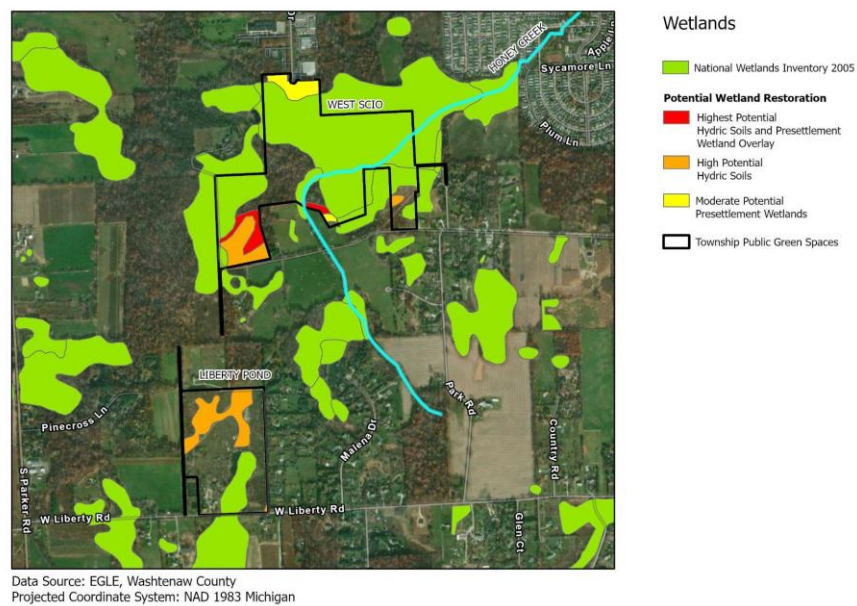 Dr
Apple Ln
HONEY CREEK
Sycamore Ln
WEST SCIO
Plum Ln
LIBERTY POND
Pinecross Ln
Park Rd
Malena Dr
Country Rd
S Parker Rd
W Liberty Rd
W Liberty Rd
Glen Ct
Wetlands
National Wetlands Inventory 2005
Potential Wetland Restoration
Highest Potential
Hydric Soils and Presettlement
Wetland Overlay
High Potential
Hydric Soils
Moderate Potential
Presettlement Wetlands
Township Public Green Spaces
Data Source: EGLE, Washtenaw County
Projected Coordinate System: NAD 1983 Michigan